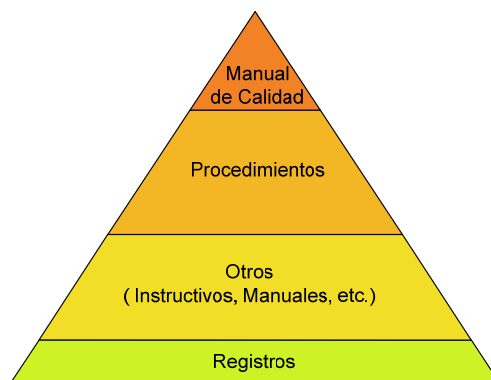 Manual
de Calidad
Procedimientos
Otros
( Instructivos, Manuales, etc.)
Registros